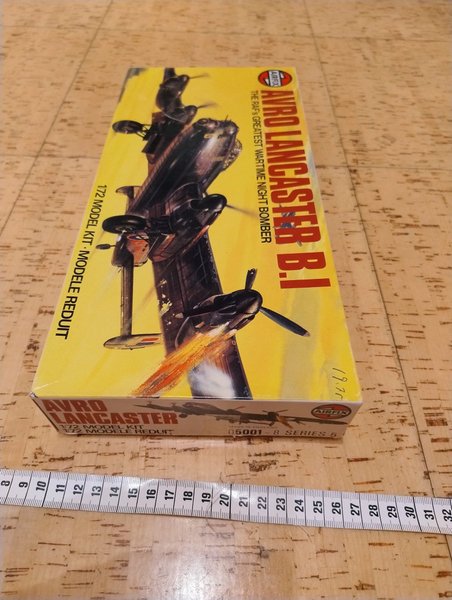 AIRFIX
AVRO LANCASTER B.I
THE RAF's GREATEST WARTIME NIGHT BOMBER
1:72 MODEL KIT · MODELE REDUIT
AVRO
LANCASTER
1:72 MODEL KIT
1:72 MODELE REDUIT
AIRFIX
05001-8 SERIES 5
8 9 10 11 12 13 14 15 16 17 18 19 20 21 22 23 24 25 26 27 28 29 30 31 32